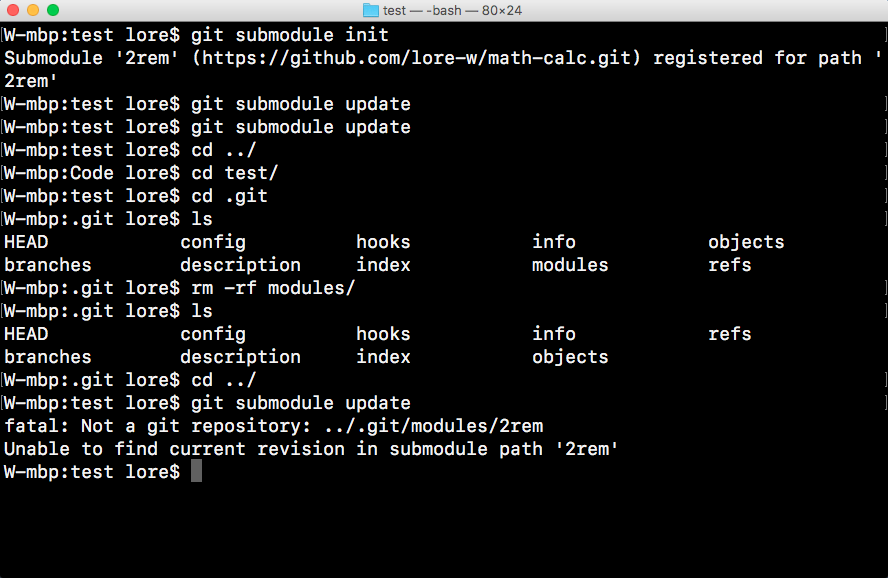 test — -bash — 80×24
W-mbp:test lore$ git submodule init
Submodule '2rem' (https://github.com/lore-w/math-calc.git) registered for path '
2rem'
W-mbp:test lore$ git submodule update
W-mbp:test lore$ git submodule update
W-mbp:test lore$ cd ../
W-mbp:Code lore$ cd test/
W-mbp:test lore$ cd .git
W-mbp:.git lore$ ls
HEAD config hooks info objects
branches description index modules refs
W-mbp:.git lore$ rm -rf modules/
W-mbp:.git lore$ ls
HEAD config hooks info refs
branches description index objects
W-mbp:.git lore$ cd ../
W-mbp:test lore$ git submodule update
fatal: Not a git repository: ../.git/modules/2rem
Unable to find current revision in submodule path '2rem'
W-mbp:test lore$